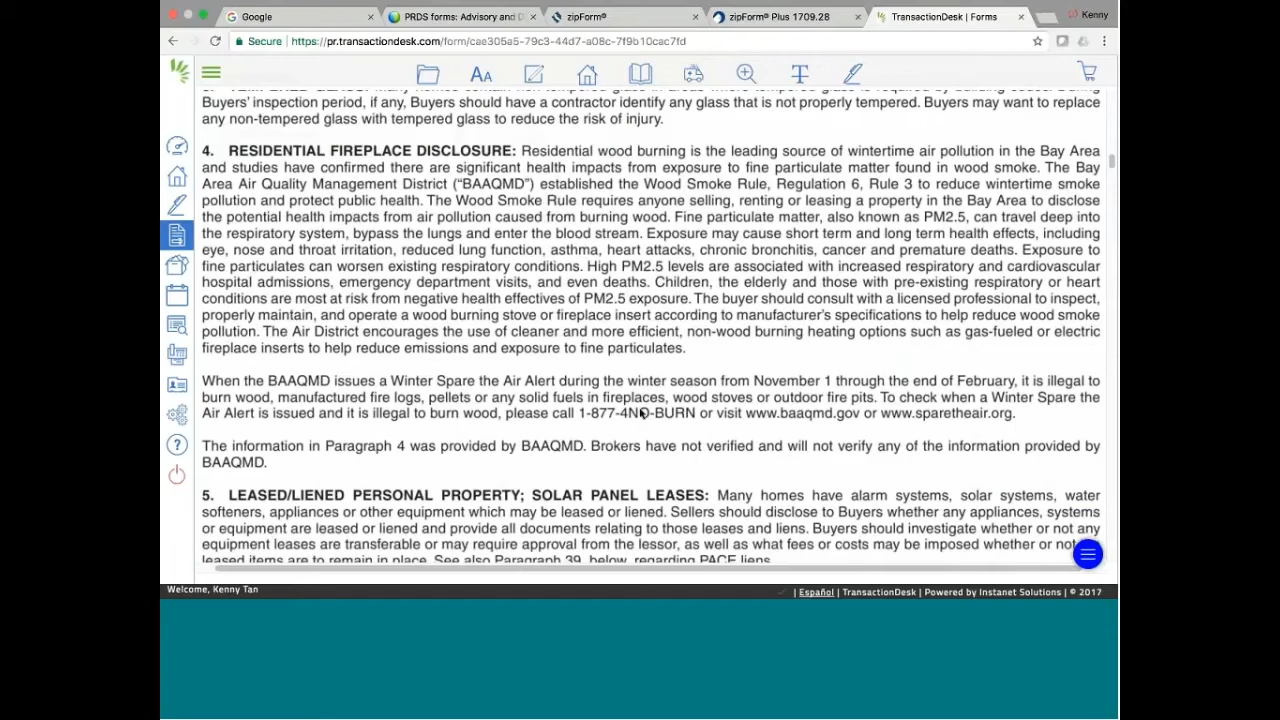 Google
PRDS forms: Advisory and D
zipForm®
zipForm® Plus 1709.28
TransactionDesk | Forms
Kenny
Secure | https://pr.transactiondesk.com/form/cae305a5-79c3-44d7-a08c-7f9b10cac7fd
Buyers' inspection period, if any, Buyers should have a contractor identify any glass that is not properly tempered. Buyers may want to replace
any non-tempered glass with tempered glass to reduce the risk of injury.
4. RESIDENTIAL FIREPLACE DISCLOSURE: Residential wood burning is the leading source of wintertime air pollution in the Bay Area
and studies have confirmed there are significant health impacts from exposure to fine particulate matter found in wood smoke. The Bay
Area Air Quality Management District ("BAAQMD") established the Wood Smoke Rule, Regulation 6, Rule 3 to reduce wintertime smoke
pollution and protect public health. The Wood Smoke Rule requires anyone selling, renting or leasing a property in the Bay Area to disclose
the potential health impacts from air pollution caused from burning wood. Fine particulate matter, also known as PM2.5, can travel deep into
the respiratory system, bypass the lungs and enter the blood stream. Exposure may cause short term and long term health effects, including
eye, nose and throat irritation, reduced lung function, asthma, heart attacks, chronic bronchitis, cancer and premature deaths. Exposure to
fine particulates can worsen existing respiratory conditions. High PM2.5 levels are associated with increased respiratory and cardiovascular
hospital admissions, emergency department visits, and even deaths. Children, the elderly and those with pre-existing respiratory or heart
conditions are most at risk from negative health effectives of PM2.5 exposure. The buyer should consult with a licensed professional to inspect,
properly maintain, and operate a wood burning stove or fireplace insert according to manufacturer's specifications to help reduce wood smoke
pollution. The Air District encourages the use of cleaner and more efficient, non-wood burning heating options such as gas-fueled or electric
fireplace inserts to help reduce emissions and exposure to fine particulates.
When the BAAQMD issues a Winter Spare the Air Alert during the winter season from November 1 through the end of February, it is illegal to
burn wood, manufactured fire logs, pellets or any solid fuels in fireplaces, wood stoves or outdoor fire pits. To check when a Winter Spare the
Air Alert is issued and it is illegal to burn wood, please call 1-877-4NO-BURN or visit www.baaqmd.gov or www.sparetheair.org.
The information in Paragraph 4 was provided by BAAQMD. Brokers have not verified and will not verify any of the information provided by
BAAQMD.
5. LEASED/LIENED PERSONAL PROPERTY; SOLAR PANEL LEASES: Many homes have alarm systems, solar systems, water
softeners, appliances or other equipment which may be leased or liened. Sellers should disclose to Buyers whether any appliances, systems
or equipment are leased or liened and provide all documents relating to those leases and liens. Buyers should investigate whether or not any
equipment leases are transferable or may require approval from the lessor, as well as what fees or costs may be imposed whether or not
leased items are to remain in place. See also Paragraph 39, below, regarding PACE liens.
Welcome, Kenny Tan
| Español | TransactionDesk | Powered by Instanet Solutions | © 2017